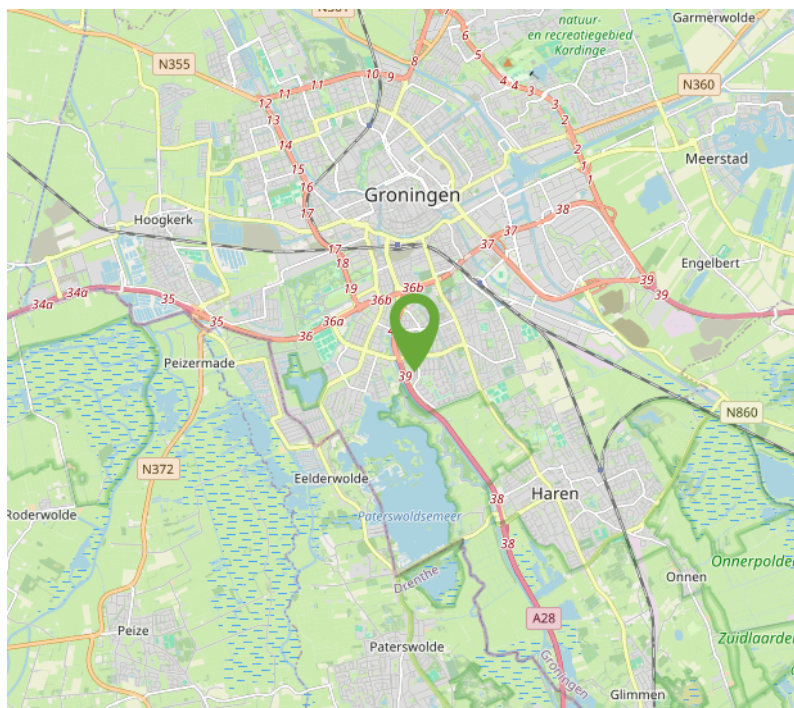 N361
7
natuur-
en recreatiegebied
Kardinge
Garmerwolde
6
5
8
N355
10
9
11
11
12
4
4
3
3
N360
13
2
14
2
Meerstad
15
1
16
1
Groningen
17
38
Hoogkerk
37
17
37
18
Engelbert
39
36b
19
36b
39
34a
34a
35
35
36a
36
Peizermade
39
N860
N372
Eelderwolde
Haren
38
Roderwolde
Paterswoldsemeer
38
Onnerpolder
Drenthe
Onnen
A28
Peize
Zuidlaarder
Paterswolde
Groningen
Glimmen